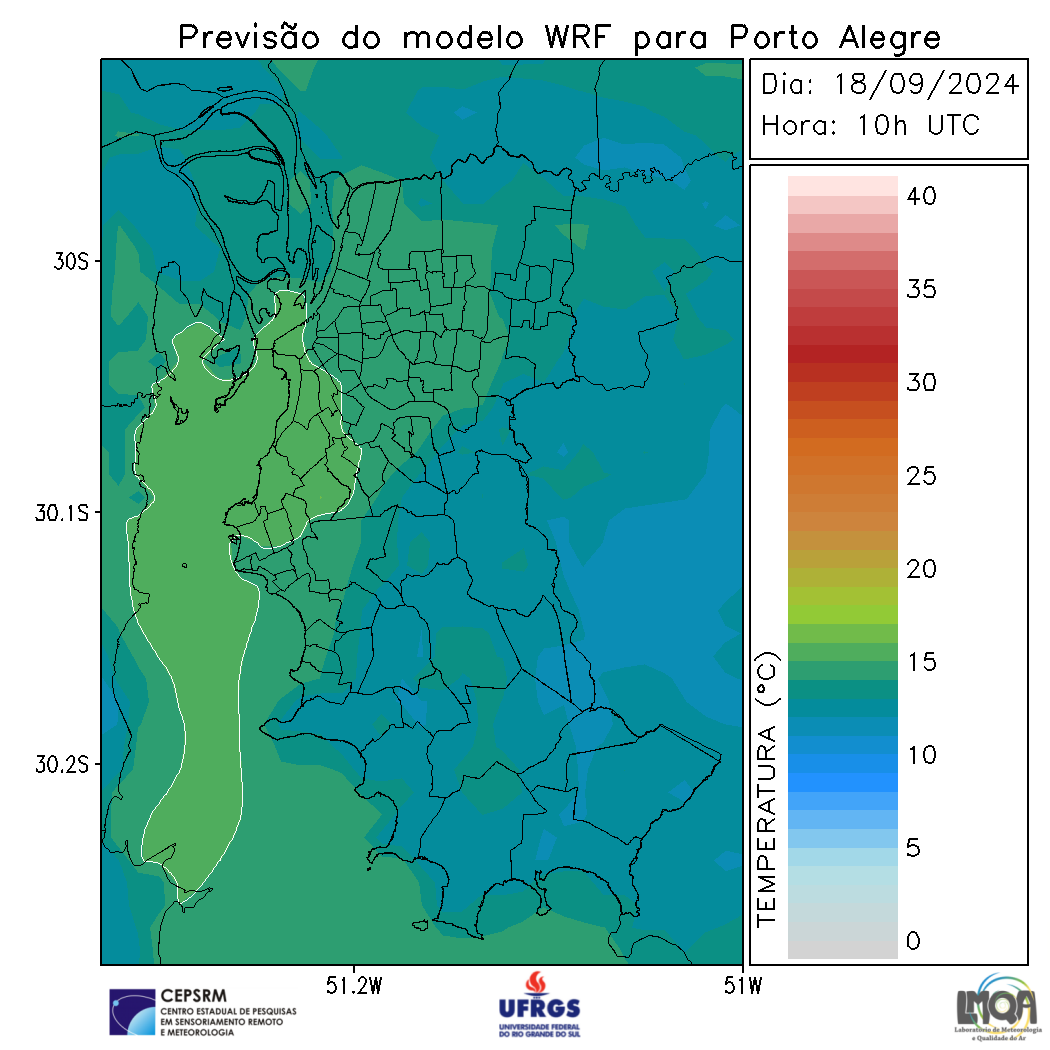 Previsão do modelo WRF para Porto Alegre
Dia: 18/09/2024
Hora: 10h UTC
40
35
30
25
20
15
10
5
0
TEMPERATURA (°C)
30S
30.1S
30.2S
51.2W
51W
CEPSRM
CENTRO ESTADUAL DE PESQUISAS
EM SENSORIAMENTO REMOTO
E METEOROLOGIA
UFRGS
UNIVERSIDADE FEDERAL
DO RIO GRANDE DO SUL
LMQA
Laboratório de Meteorologia
e Qualidade do Ar